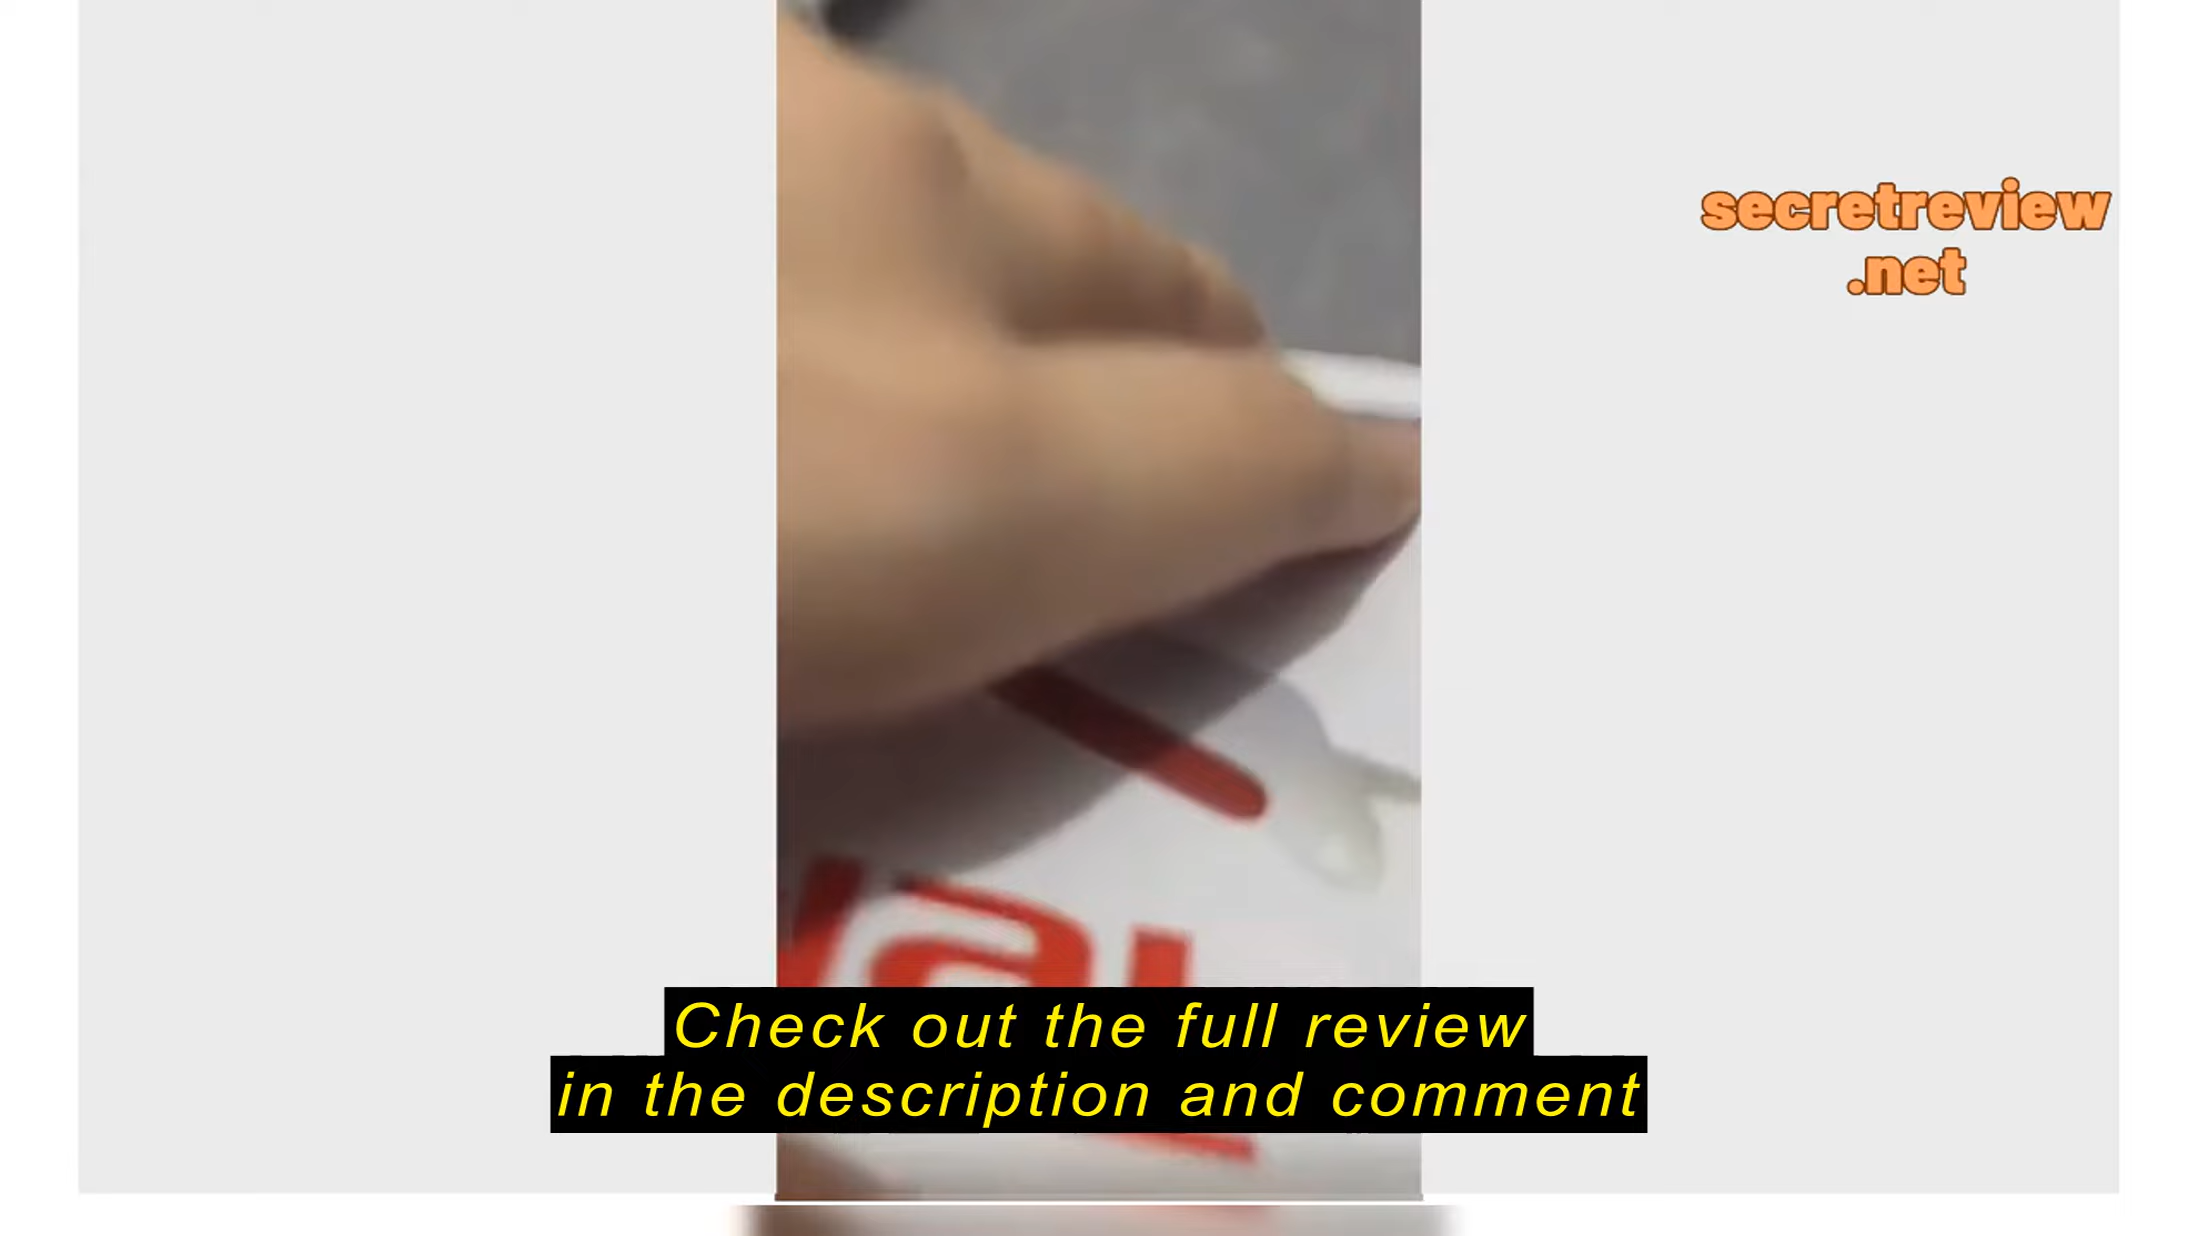 secretreview
.net
Check out the full review
in the description and comment